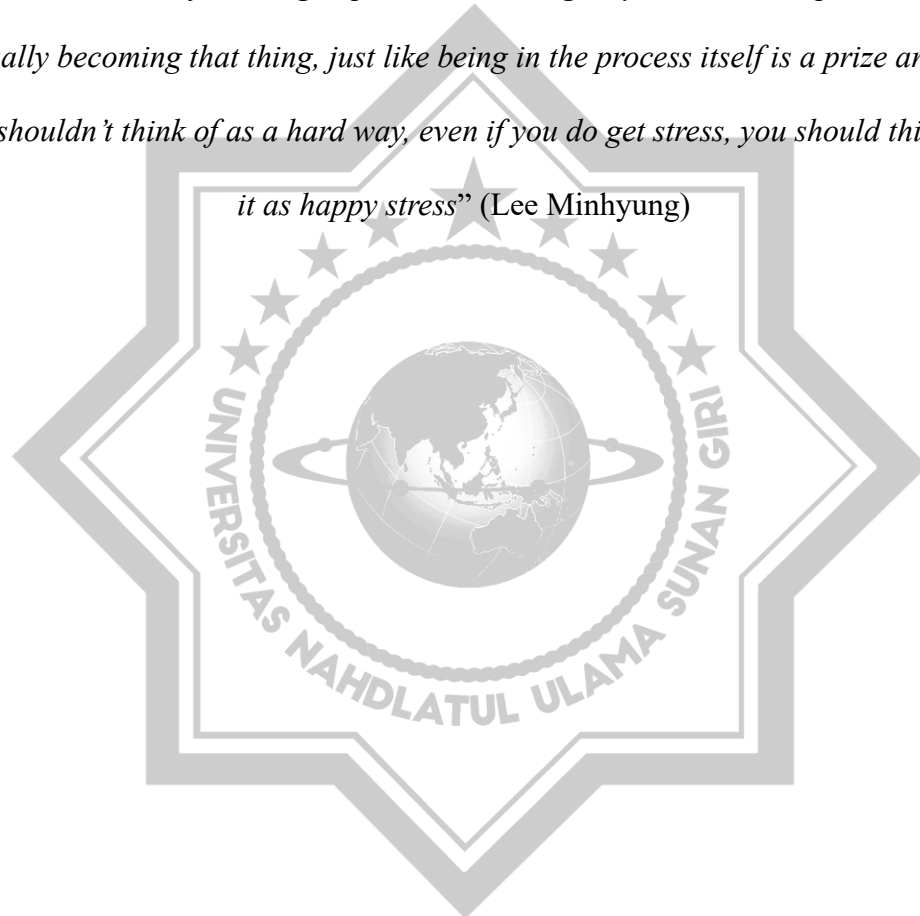 ally becoming that thing, just like being in the process itself is a prize
shouldn’t think of as a hard way, even if you do get stress, you should
it as happy stress” (Lee Minhyung)
UNIVERSITAS NAHDLATUL ULAMA SUNAN GIRI